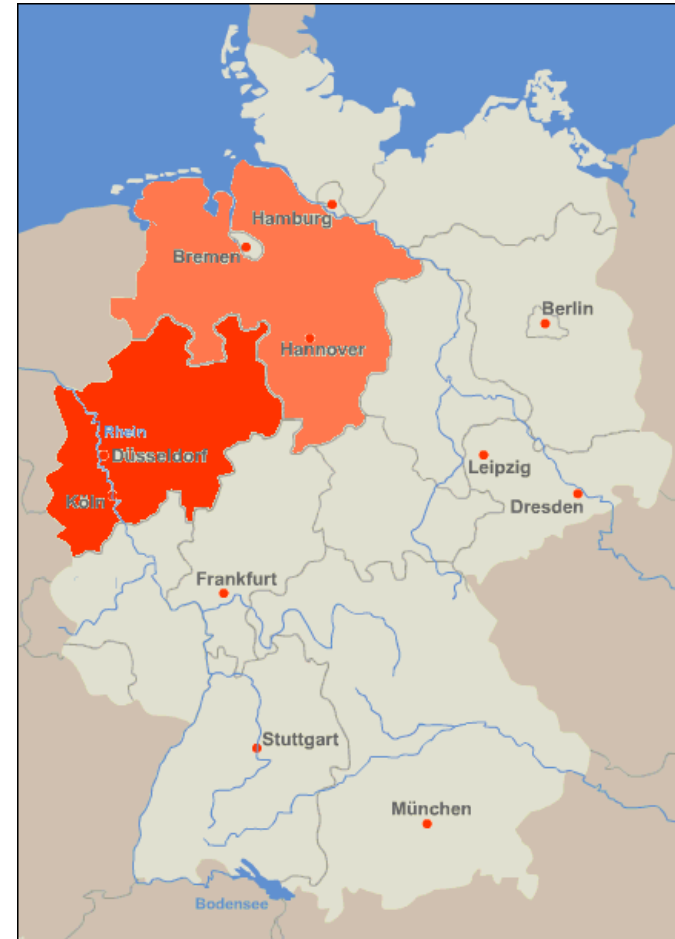 Hamburg
Bremen
Berlin
Hannover
Rhein
Düsseldorf
Leipzig
Köln
Dresden
Frankfurt
Stuttgart
München
Bodensee